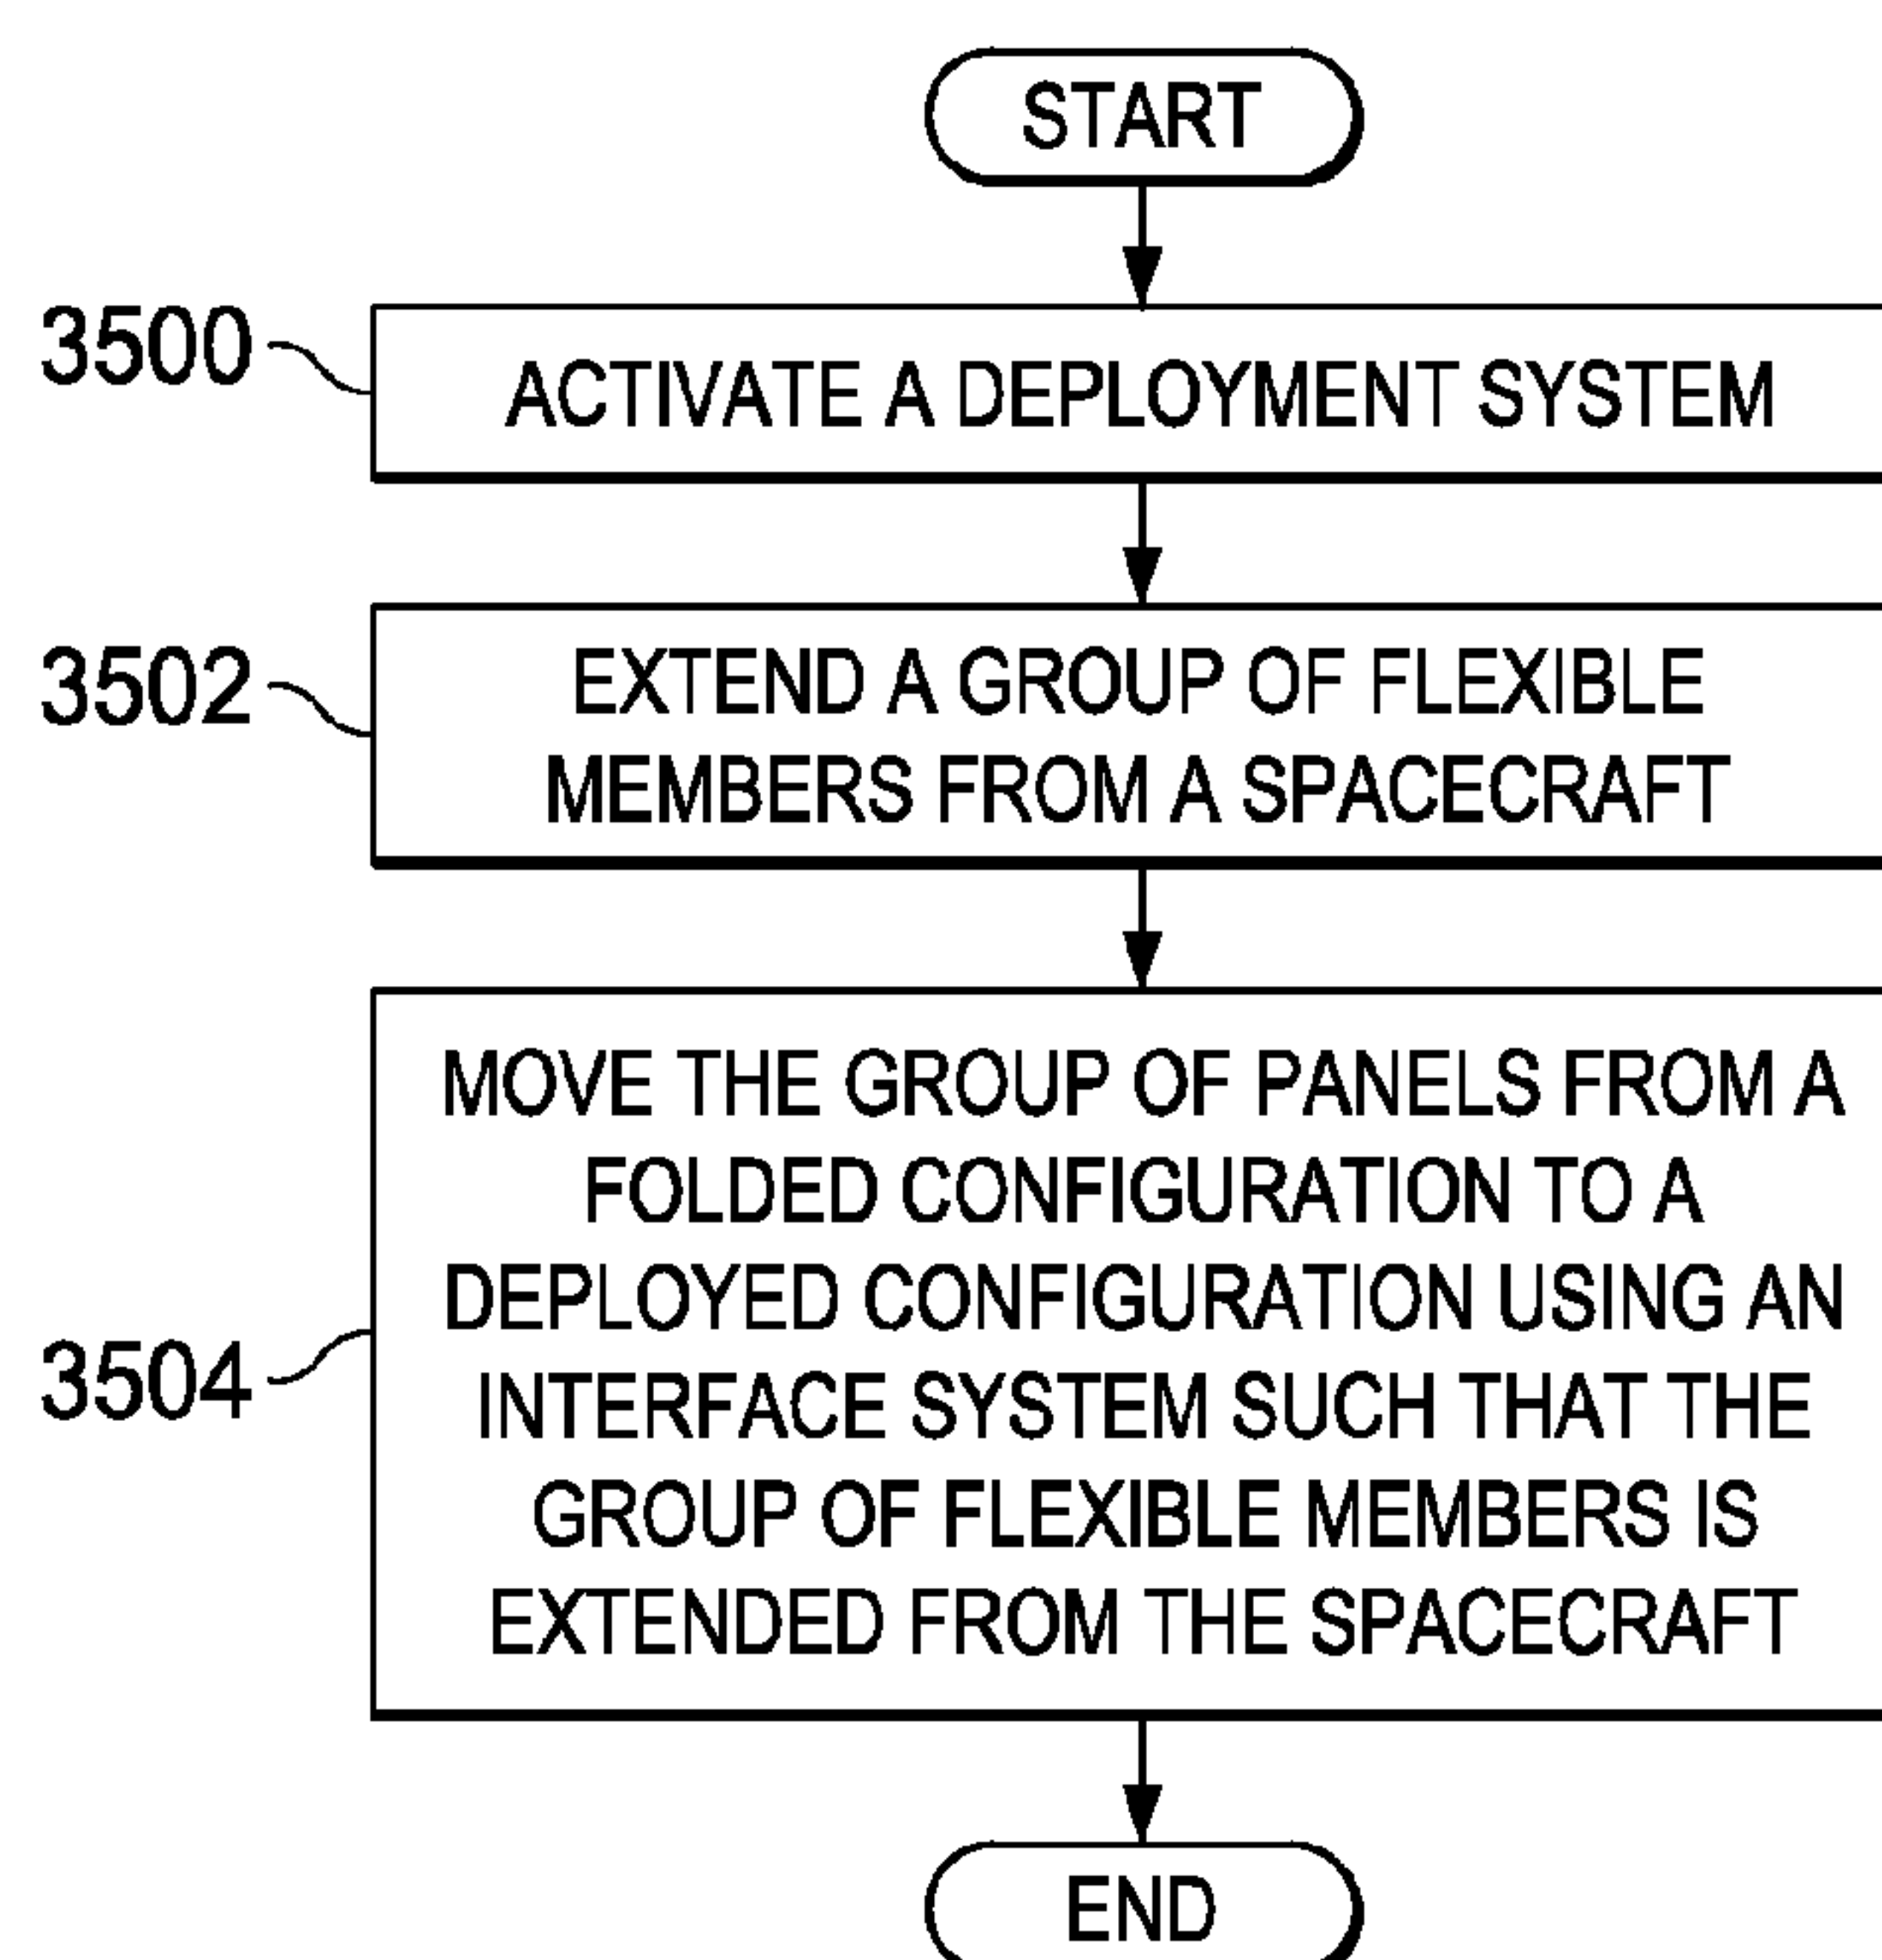 START
3500
ACTIVATE A DEPLOYMENT SYSTEM
3502
EXTEND A GROUP OF FLEXIBLE
MEMBERS FROM A SPACECRAFT
3504
MOVE THE GROUP OF PANELS FROM A
FOLDED CONFIGURATION TO A
DEPLOYED CONFIGURATION USING AN
INTERFACE SYSTEM SUCH THAT THE
GROUP OF FLEXIBLE MEMBERS IS
EXTENDED FROM THE SPACECRAFT
END